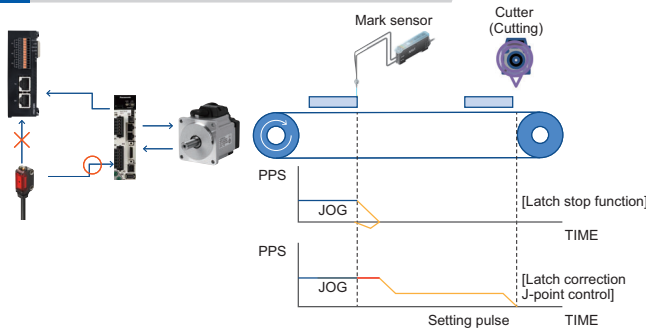 Mark sensor
Cutter
(Cutting)
PPS
JOG
[Latch stop function]
TIME
PPS
JOG
[Latch correction
J-point control]
Setting pulse
TIME